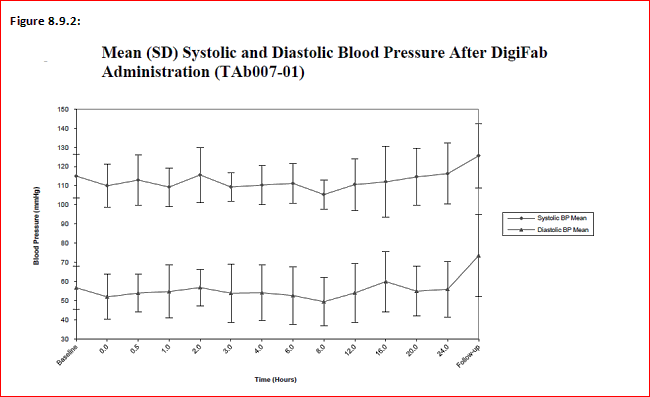 Figure 8.9.2:
Mean (SD) Systolic and Diastolic Blood Pressure After DigiFab
Administration (TAb007-01)
150
140
130
120
110
100
90
80
70
60
50
40
30
Blood Pressure (mmHg)
Baseline
0.0
0.5
1.0
2.0
3.0
4.0
6.0
8.0
12.0
16.0
20.0
24.0
Follow-up
Time (Hours)
Systolic BP Mean
Diastolic BP Mean